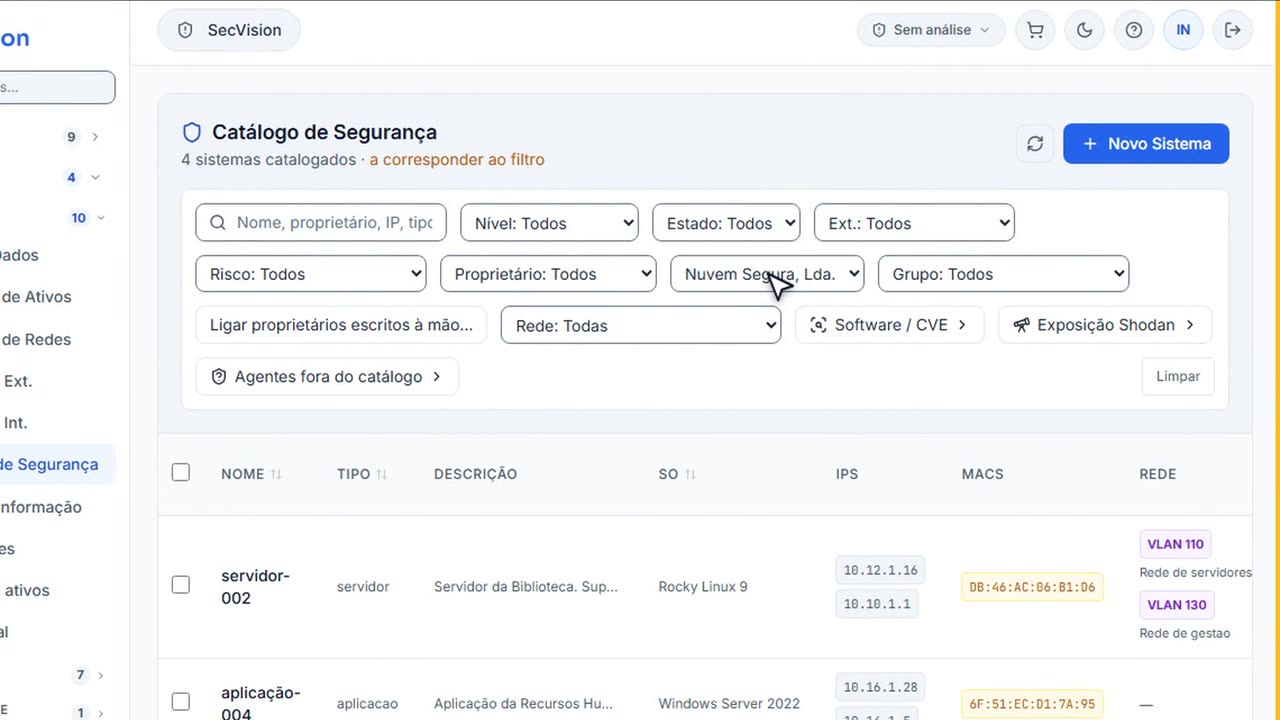 on
SecVision
Sem análise
IN
s...
9
4
10
Dados
de Ativos
de Redes
Ext.
Int.
de Segurança
nformação
es
ativos
al
7
E
1
Catálogo de Segurança
4 sistemas catalogados · a corresponder ao filtro
Novo Sistema
Nome, proprietário, IP, tipo
Nível: Todos
Estado: Todos
Ext.: Todos
Risco: Todos
Proprietário: Todos
Nuvem Segura, Lda.
Grupo: Todos
Ligar proprietários escritos à mão...
Rede: Todas
Software / CVE
Exposição Shodan
Agentes fora do catálogo
Limpar
NOME TIPO DESCRIÇÃO SO IPS MACS REDE
servidor-
002
servidor
Servidor da Biblioteca. Sup...
Rocky Linux 9
10.12.1.16
10.10.1.1
DB:46:AC:06:B1:D6
VLAN 110
Rede de servidores
VLAN 130
Rede de gestao
aplicação-
004
aplicacao
Aplicação da Recursos Hu...
Windows Server 2022
10.16.1.28
6F:51:EC:D1:7A:95
—